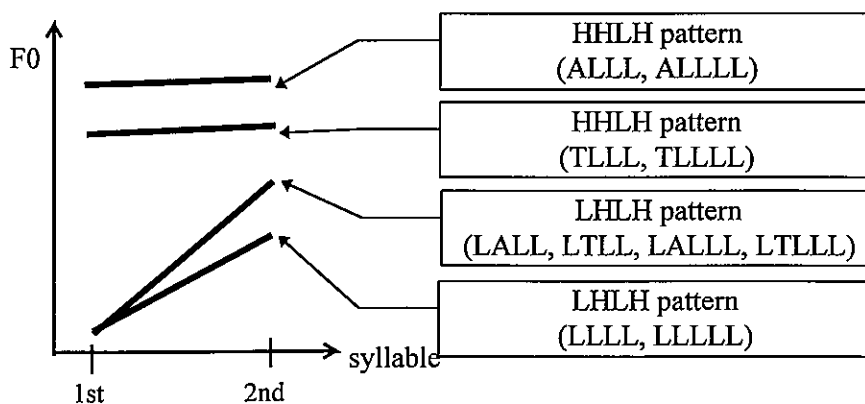 F0
HHLH pattern
(ALLL, ALLLL)
HHLH pattern
(TLLL, TLLLL)
LHLH pattern
(LALL, LTLL, LALLL, LTLLL)
LHLH pattern
(LLLL, LLLLL)
syllable
1st
2nd